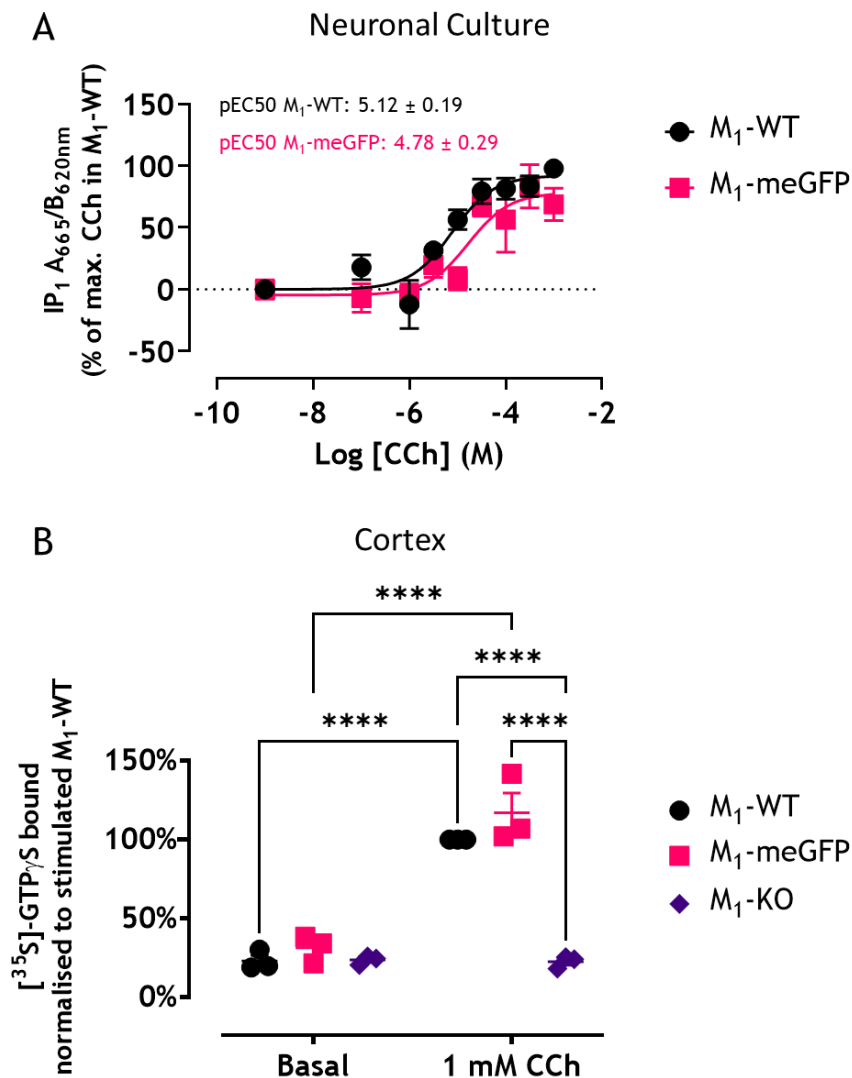 A
Neuronal Culture
IP₁ A₆₆₅/B₆₂₀ₙₘ
(% of max. CCh in M₁-WT)
150
100
50
0
-50
pEC50 M₁-WT: 5.12 ± 0.19
pEC50 M₁-meGFP: 4.78 ± 0.29
M₁-WT
M₁-meGFP
-10 -8 -6 -4 -2
Log [CCh] (M)
B
Cortex
****
****
**** ****
[³⁵S]-GTPγS bound
normalised to stimulated M₁-WT
150%
100%
50%
0%
M₁-WT
M₁-meGFP
M₁-KO
Basal 1 mM CCh